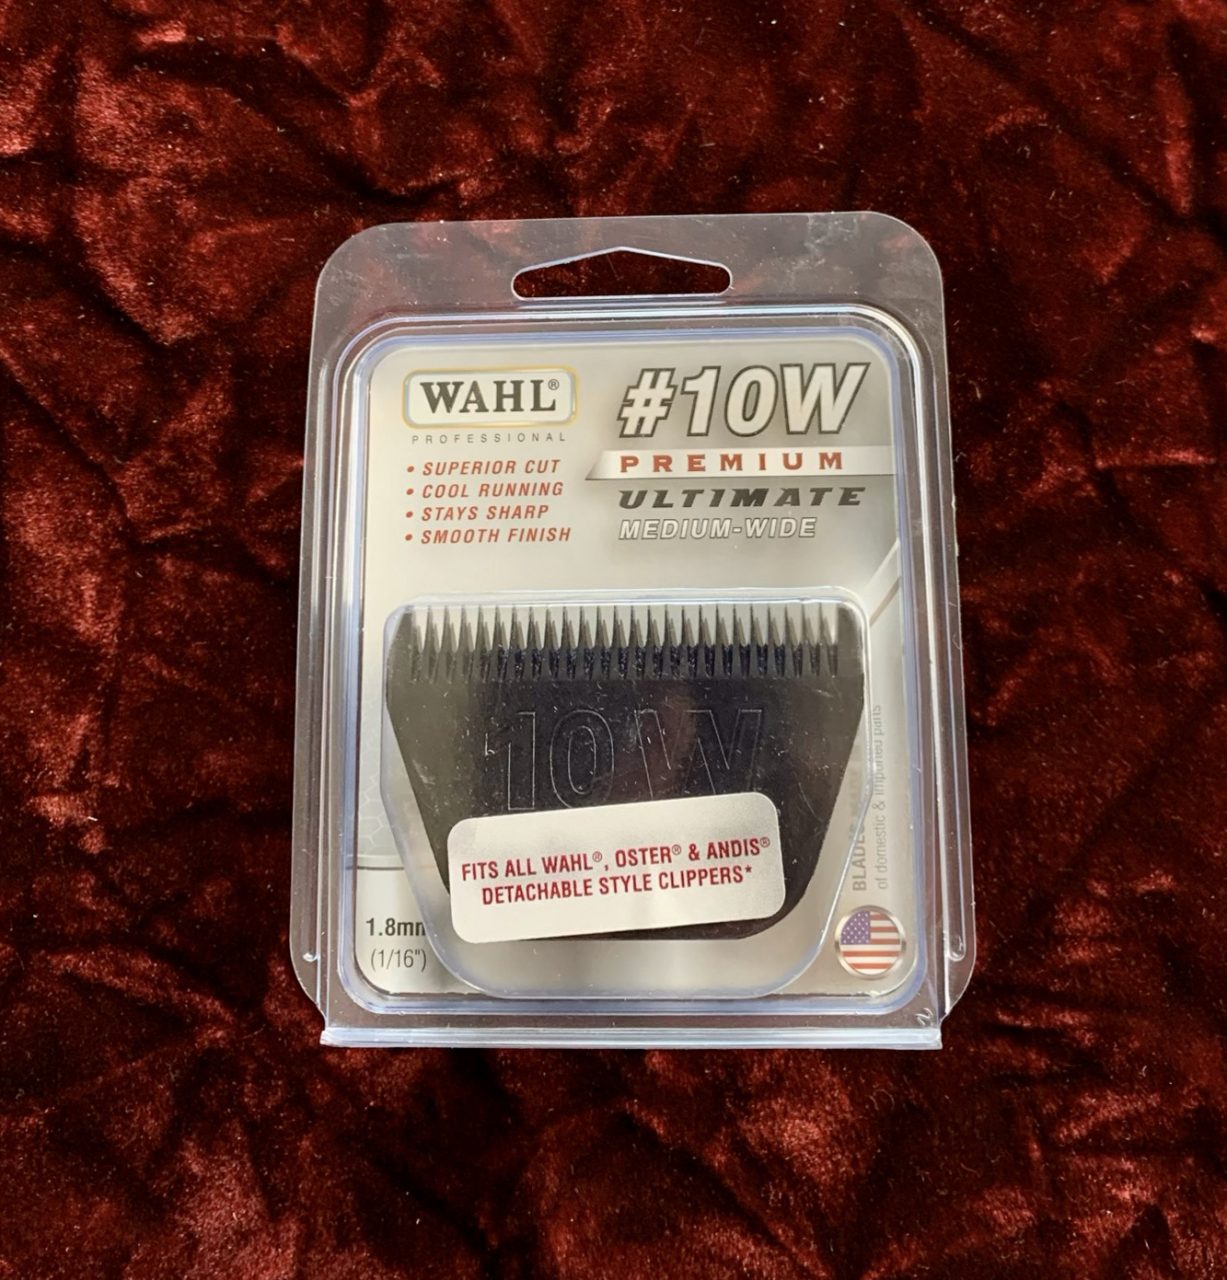 WAHL®
PROFESSIONAL
• SUPERIOR CUT
• COOL RUNNING
• STAYS SHARP
• SMOOTH FINISH
#10W
PREMIUM
ULTIMATE
MEDIUM-WIDE
10W
FITS ALL WAHL®, OSTER® & ANDIS®
DETACHABLE STYLE CLIPPERS*
1.8mm
(1/16")
of domestic & imported parts